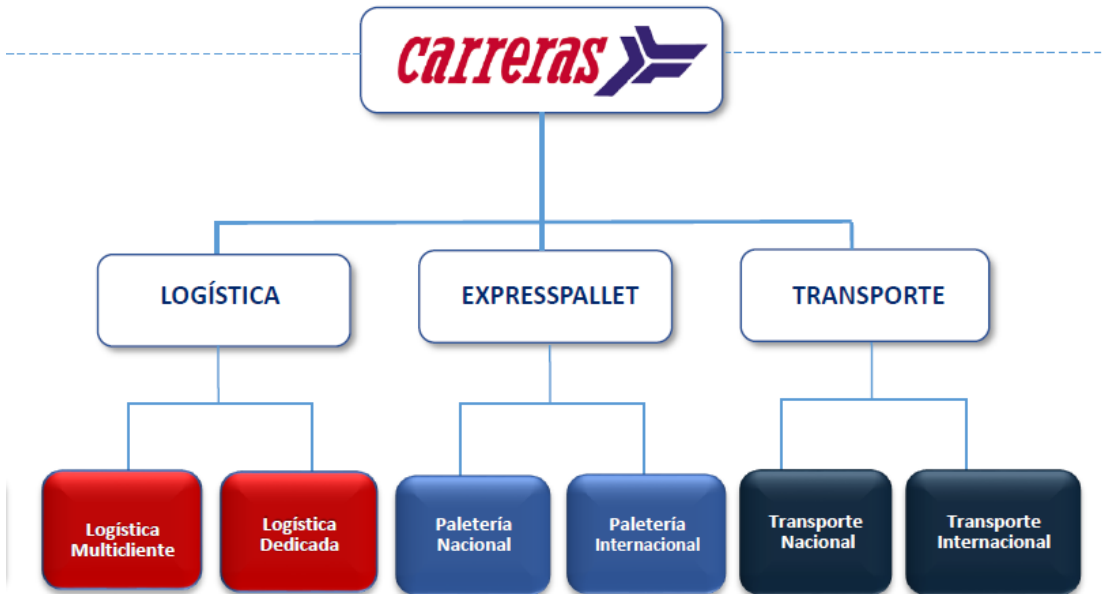 carreras
LOGÍSTICA
EXPRESSPALLET
TRANSPORTE
Logística
Multicliente
Logística
Dedicada
Paletería
Nacional
Paletería
Internacional
Transporte
Nacional
Transporte
Internacional